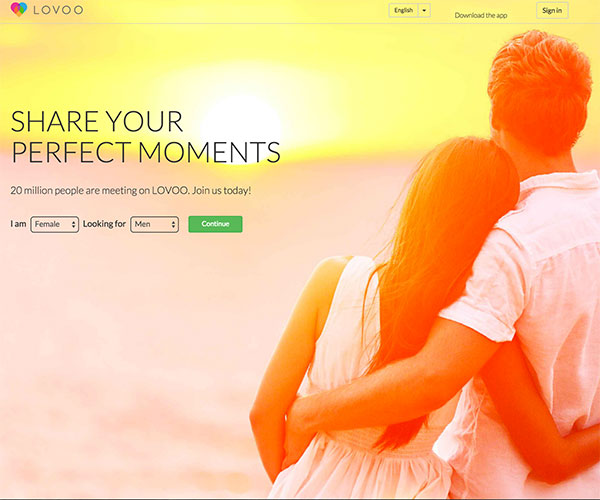 LOVOO
English
Download the app
Sign in
SHARE YOUR
PERFECT MOMENTS
20 million people are meeting on LOVOO. Join us today!
I am Female Looking for Men Continue